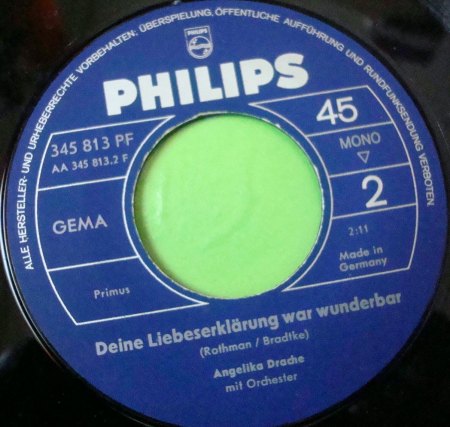 ALLE HERSTELLER- UND URHEBERRECHTE VORBEHALTEN; ÜBERSPIELUNG, ÖFFENTLICHE AUFFÜHRUNG UND RUNDFUNKSENDUNG VERBOTEN.
PHILIPS
PHILIPS
345 813 PF
AA 345 813.2 F
GEMA
Primus
45
MONO
2
2:11
Made in
Germany
Deine Liebeserklärung war wunderbar
(Rathman / Bradtke)
Angelika Drache
mit Orchester